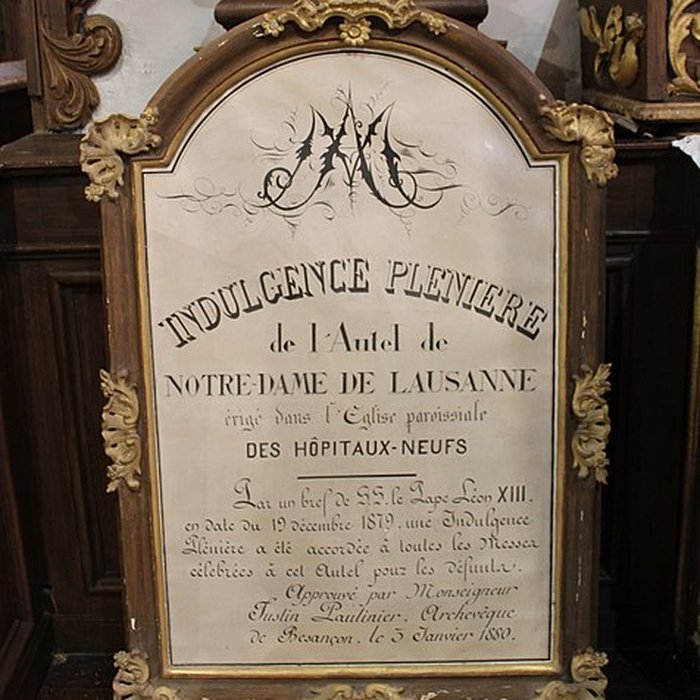 INDULGENCE PLENIERE
de l'Autel de
NOTRE-DAME DE LAUSANNE
érigé dans l'Eglise paroissiale
DES HÔPITAUX-NEUFS
Par un bref de S.S. le Pape Léon XIII.
en date du 19 décembre 1879. une Indulgence
Plénière a été accordée à toutes les Messes
célebrées à cet Autel pour les défunts.
Approuvé par Monseigneur
Justin Paulinier. Archevêque
de Besançon, le 3 Janvier 1880.